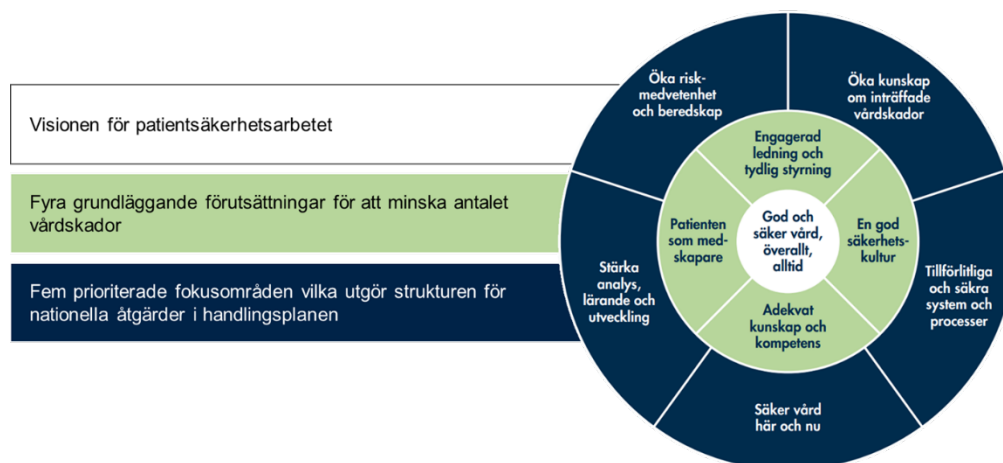 Visionen för patientsäkerhetsarbetet
Fyra grundläggande förutsättningar för att minska antalet
vårdskador
Fem prioriterade fokusområden vilka utgör strukturen för
nationella åtgärder i handlingsplanen
Öka risk-
medvetenhet
och beredskap
Öka kunskap
om inträffade
vårdskador
Engagerad
ledning och
tydlig styrning
Patienten
som med-
skapare
God och
säker vård,
överallt,
alltid
En god
säkerhets-
kultur
Stärka
analys,
lärande och
utveckling
Tillförlitliga
och säkra
system och
processer
Adekvat
kunskap och
kompetens
Säker vård
här och nu